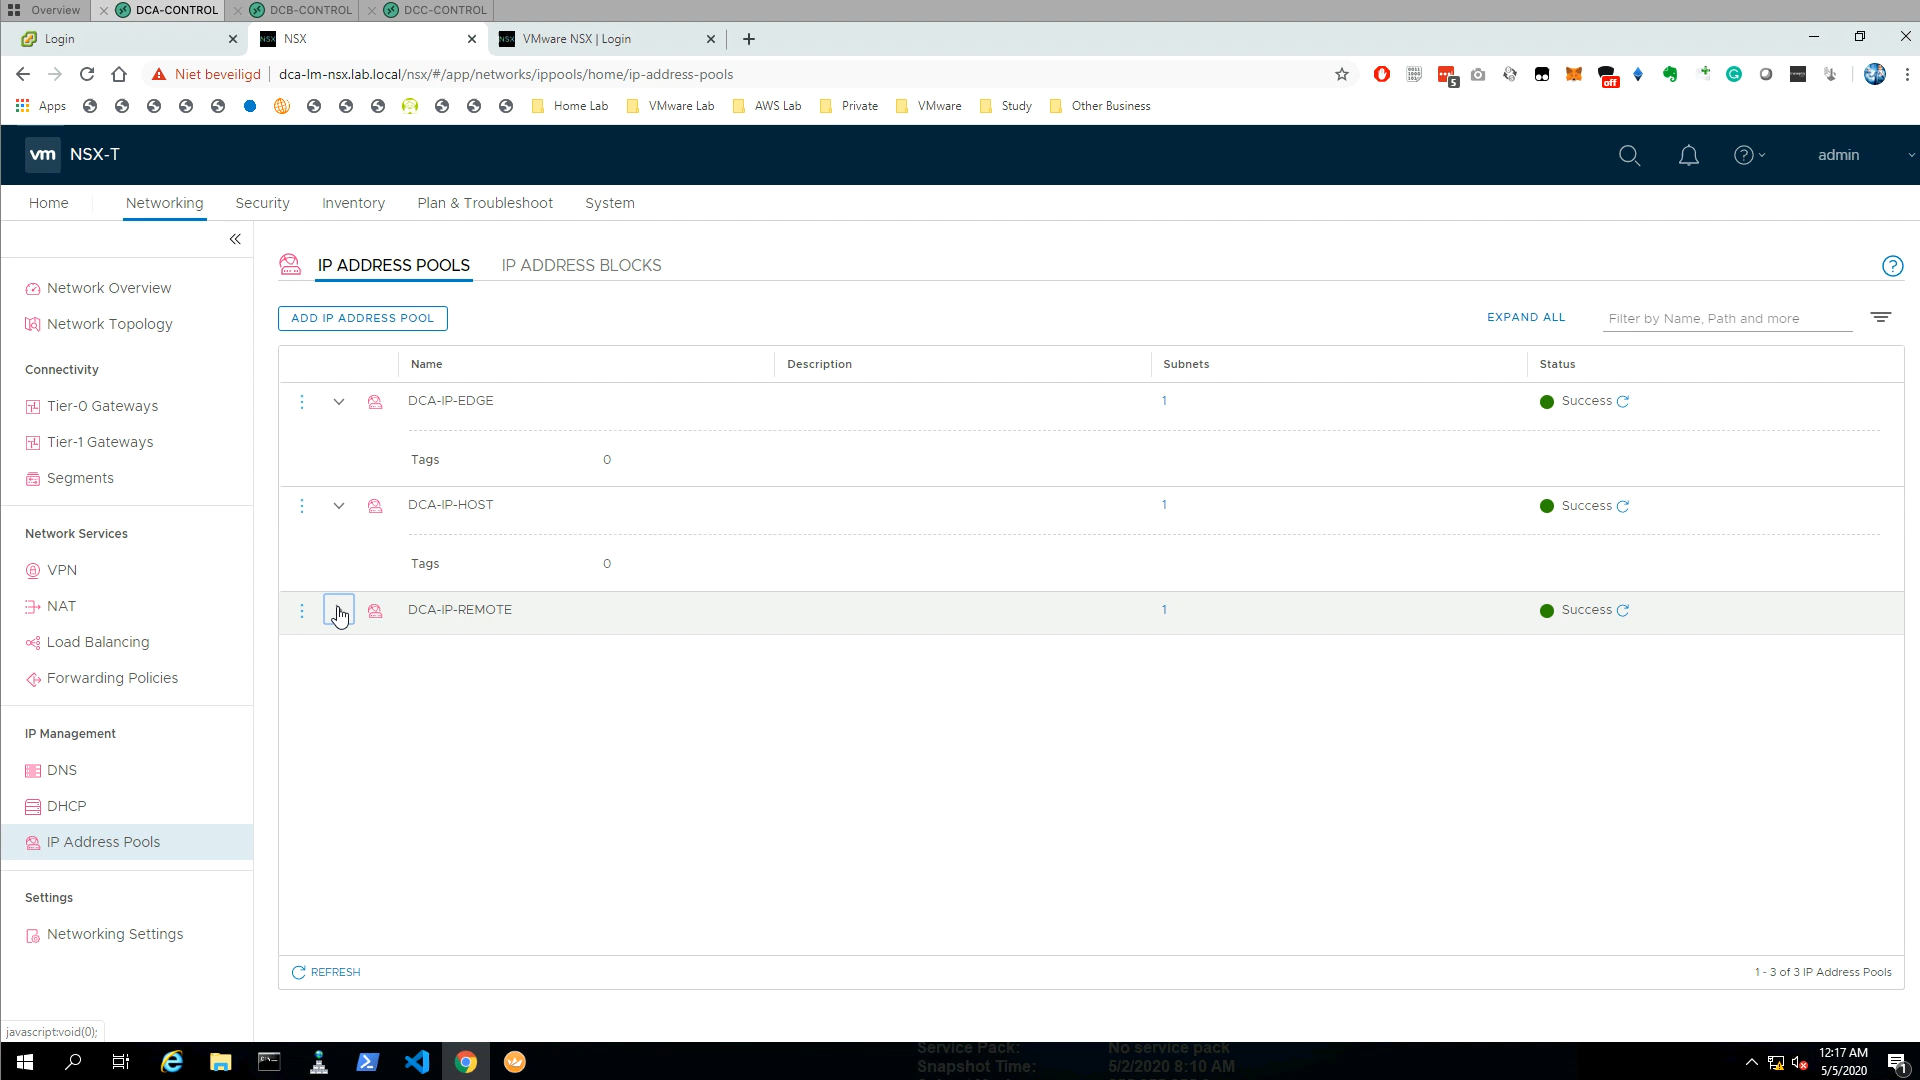 Overview
DCA-CONTROL
DCB-CONTROL
DCC-CONTROL
Login
NSX
VMware NSX | Login
Niet beveiligd
dca-lm-nsx.lab.local/nsx/#/app/networks/ippools/home/ip-address-pools
5
off
Apps
Home Lab
VMware Lab
AWS Lab
Private
VMware
Study
Other Business
vm NSX-T
admin
Home
Networking
Security
Inventory
Plan & Troubleshoot
System
Network Overview
Network Topology
Connectivity
Tier-0 Gateways
Tier-1 Gateways
Segments
Network Services
VPN
NAT
Load Balancing
Forwarding Policies
IP Management
DNS
DHCP
IP Address Pools
Settings
Networking Settings
IP ADDRESS POOLS
IP ADDRESS BLOCKS
ADD IP ADDRESS POOL
EXPAND ALL
Filter by Name, Path and more
Name Description Subnets Status
DCA-IP-EDGE 1 Success
Tags 0
DCA-IP-HOST 1 Success
Tags 0
DCA-IP-REMOTE 1 Success
REFRESH
1 - 3 of 3 IP Address Pools
javascript:void(0);
Service Pack: No service pack
Snapshot Time: 5/2/2020 8:10 AM
12:17 AM
5/5/2020
1